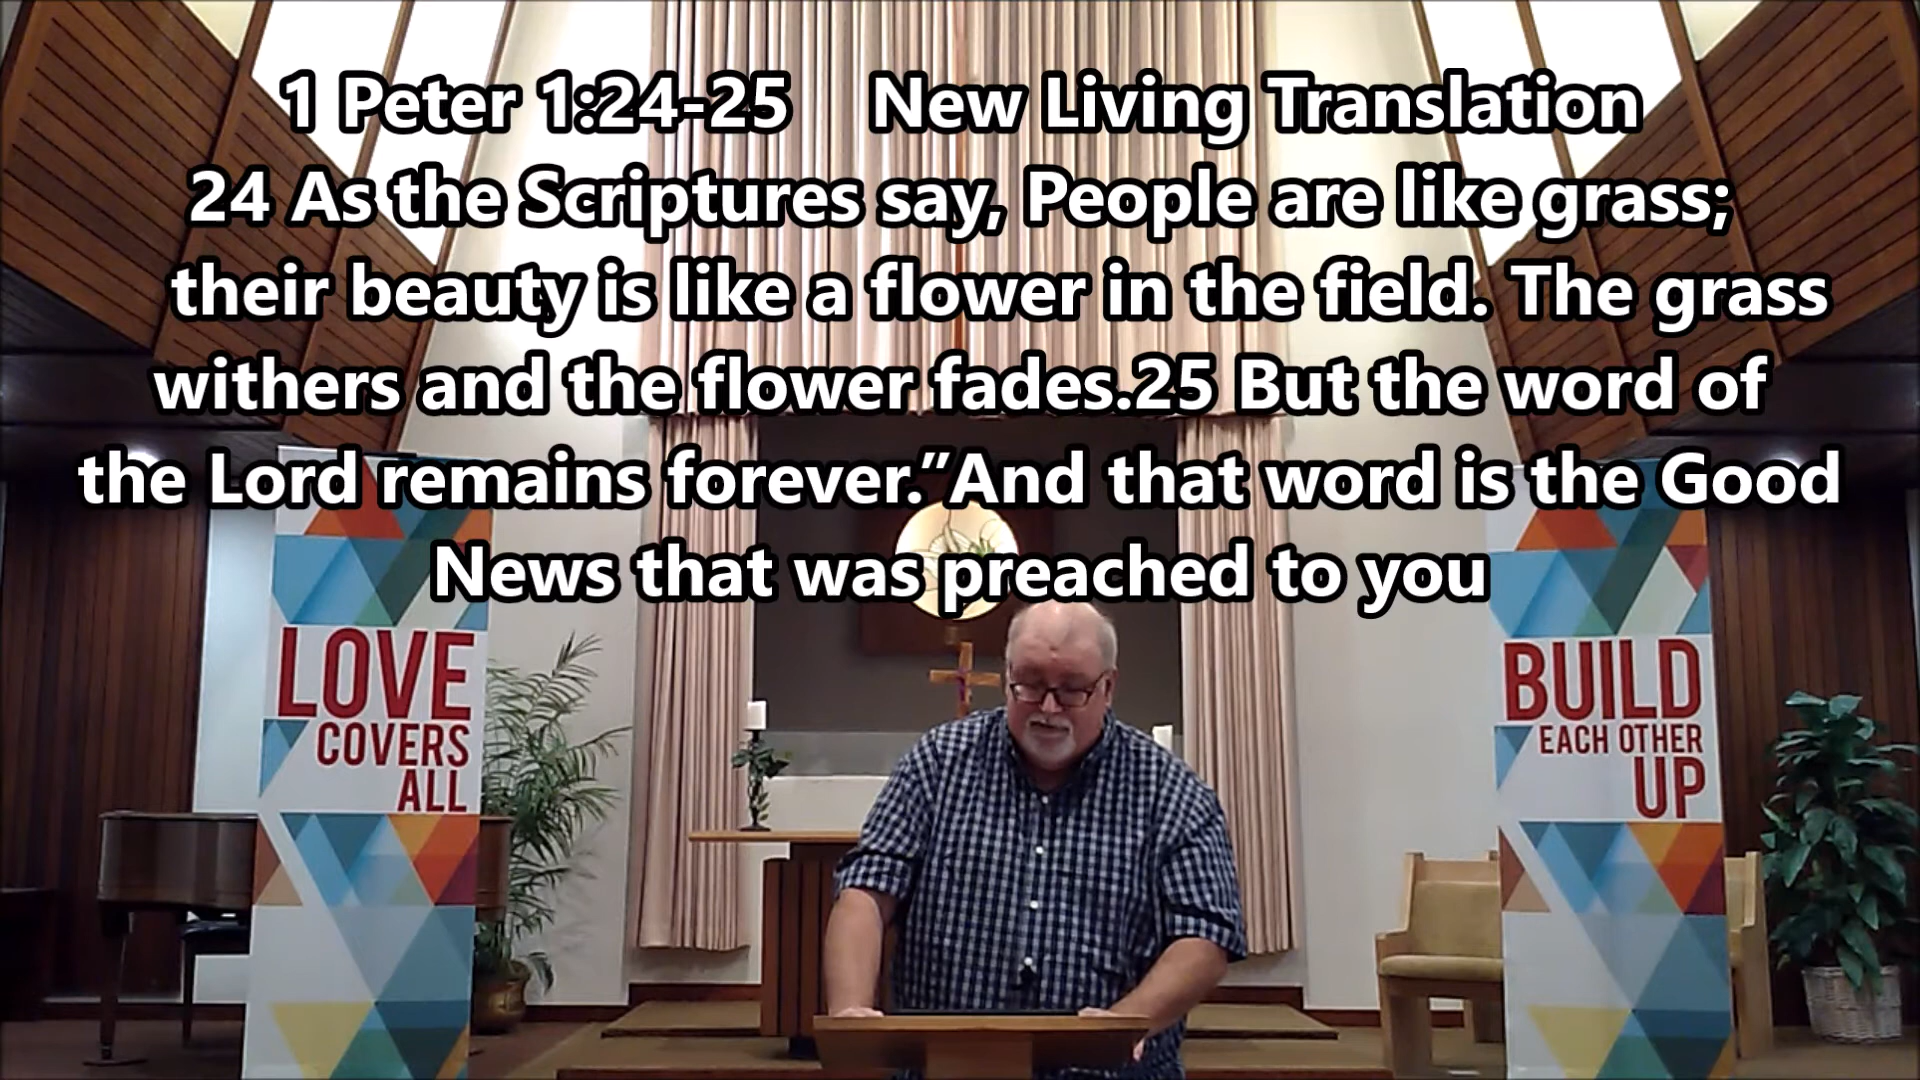 1 Peter 1:24-25 New Living Translation
24 As the Scriptures say, People are like grass;
their beauty is like a flower in the field. The grass
withers and the flower fades.25 But the word of
the Lord remains forever.”And that word is the Good
News that was preached to you
LOVE
COVERS
ALL
BUILD
EACH OTHER
UP